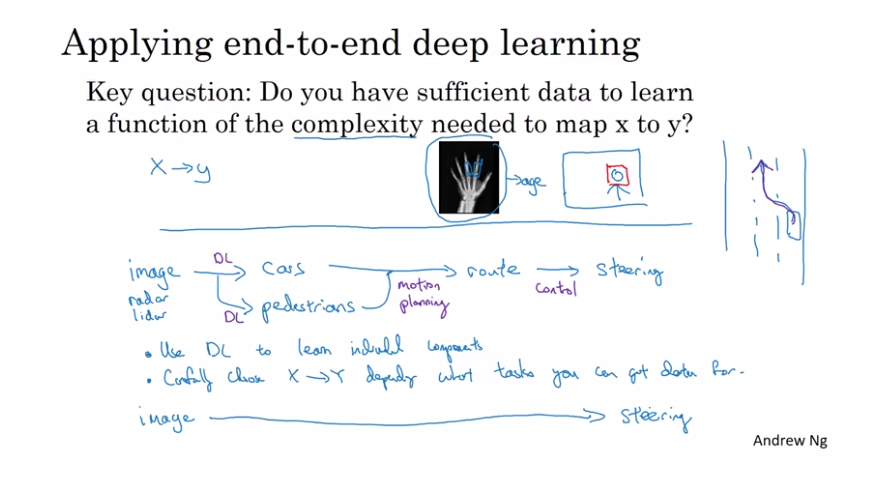 Applying end-to-end deep learning
Key question: Do you have sufficient data to learn
a function of the complexity needed to map x to y?
X → y
→ age
image DL → cars → route → steering
radar
lidar
DL pedestrians motion planning control
• Use DL to learn individual components
• Carefully choose X → Y depending what tasks you can get data for.
image → steering
Andrew Ng